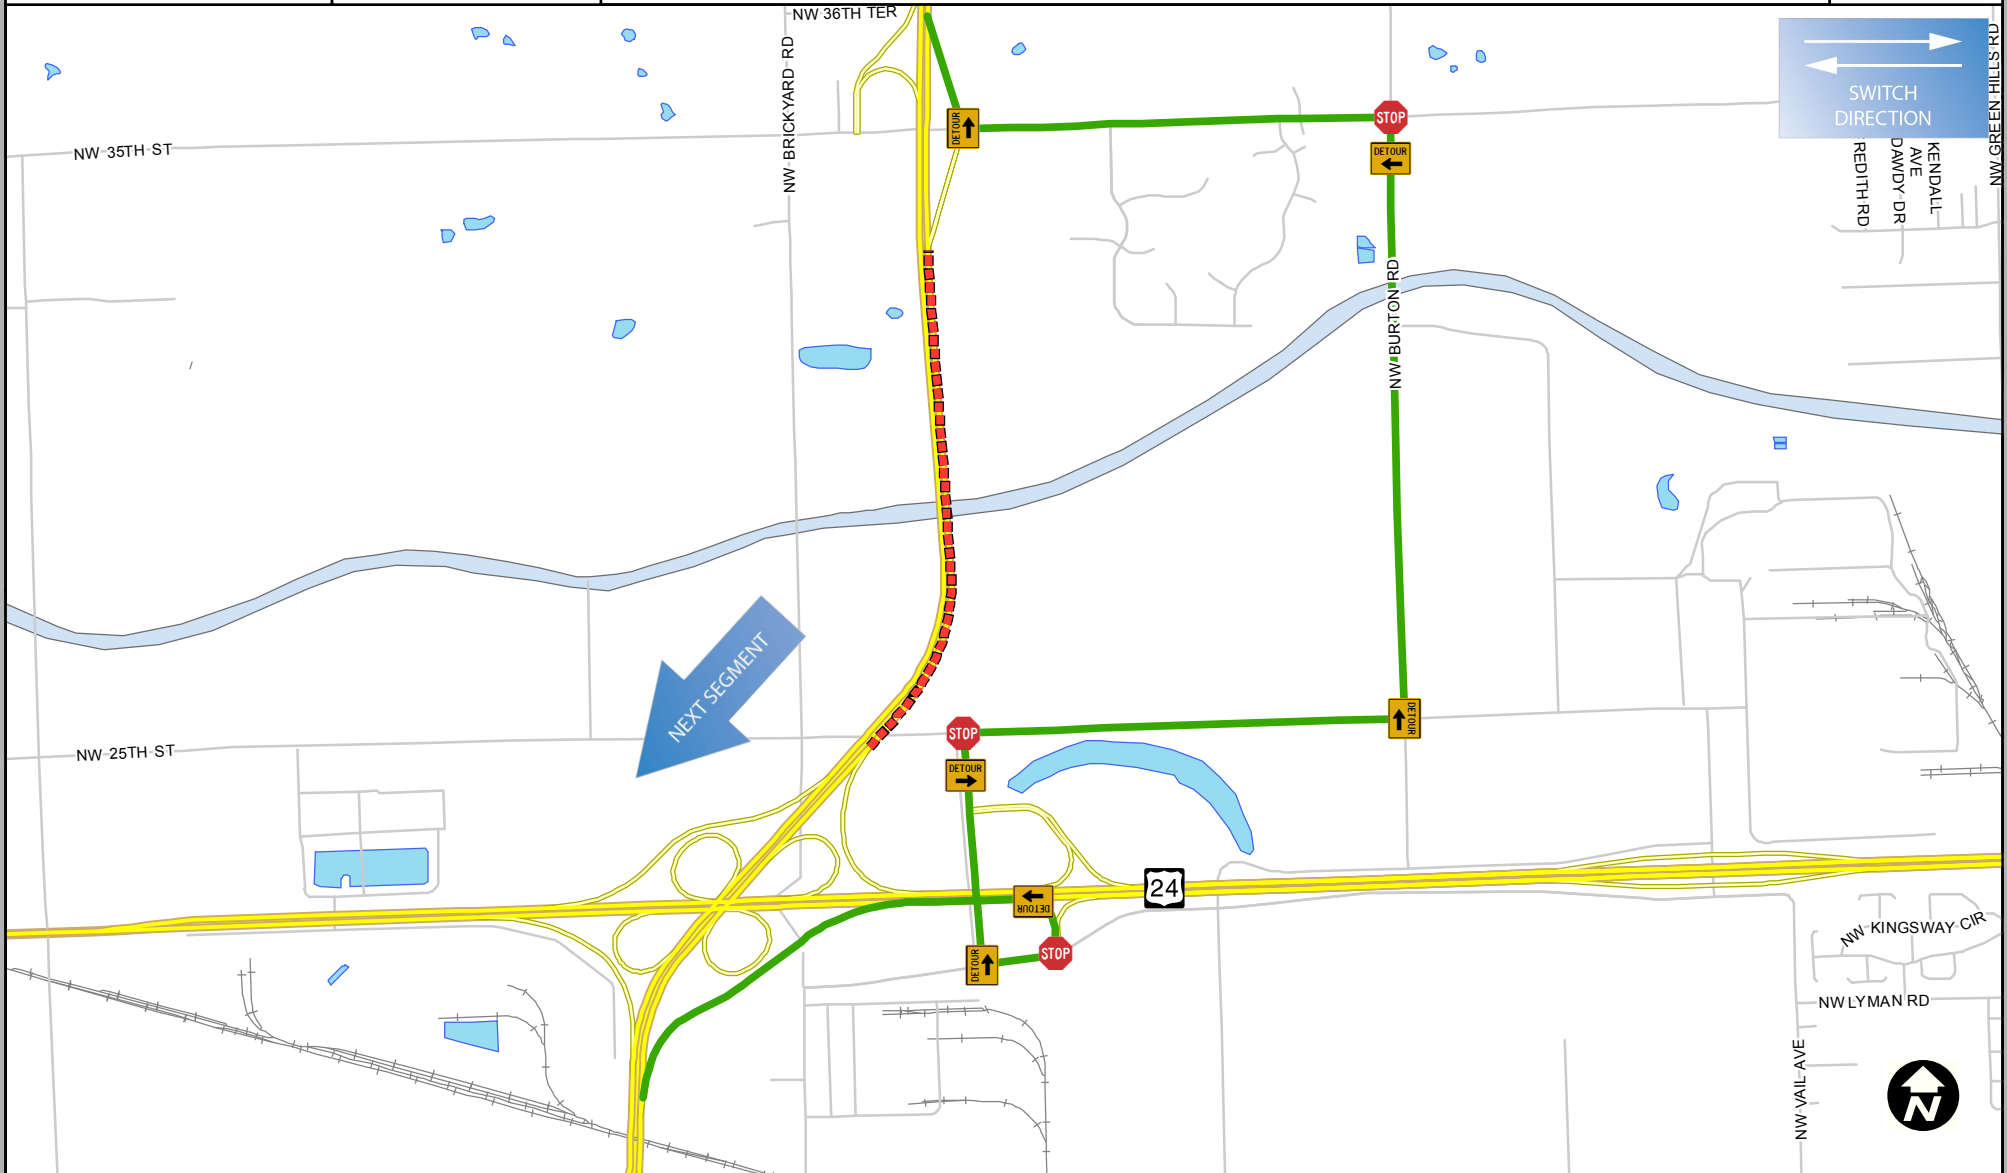 NW 36TH TER
NW BRICKYARD RD
NW GREEN HILLS RD
SWITCH
DIRECTION
DETOUR
STOP
DETOUR
NW 35TH ST
REDITH RD
DAWDY DR
KENDALL
AVE
NW BURTON RD
NEXT SEGMENT
NW 25TH ST
STOP
DETOUR
DETOUR
24
DETOUR
STOP
DETOUR
NW KINGSWAY CIR
NW LYMAN RD
NW VAIL AVE
N